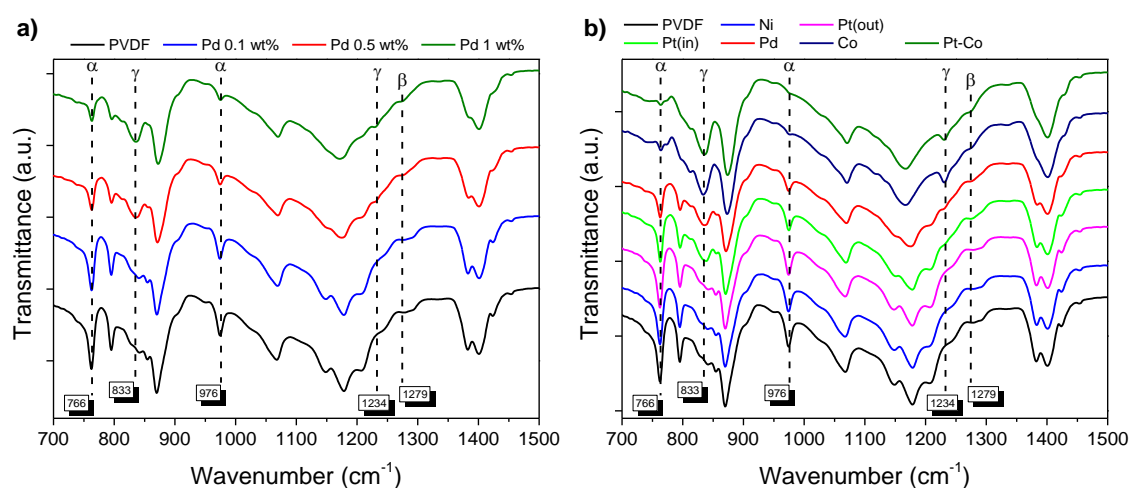 a)
PVDF Pd 0.1 wt% Pd 0.5 wt% Pd 1 wt%
α γ α γ β
Transmittance (a.u.)
766 833 976 1234 1279
700 800 900 1000 1100 1200 1300 1400 1500
Wavenumber (cm⁻¹)
b)
PVDF Ni Pt(out)
Pt(in) Pd Co Pt-Co
α γ α γ β
Transmittance (a.u.)
766 833 976 1234 1279
700 800 900 1000 1100 1200 1300 1400 1500
Wavenumber (cm⁻¹)